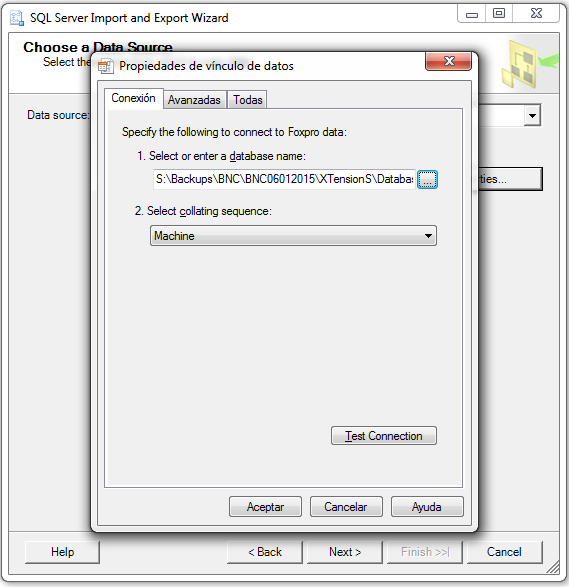 SQL Server Import and Export Wizard
Choose a Data Source
Select the
Propiedades de vínculo de datos
Conexión Avanzadas Todas
Data source:
Specify the following to connect to Foxpro data:
1. Select or enter a database name:
S:\Backups\BNC\BNC06012015\XTensionS\Databa
...
ties...
2. Select collating sequence:
Machine
Test Connection
Aceptar Cancelar Ayuda
Help < Back Next > Finish >>| Cancel